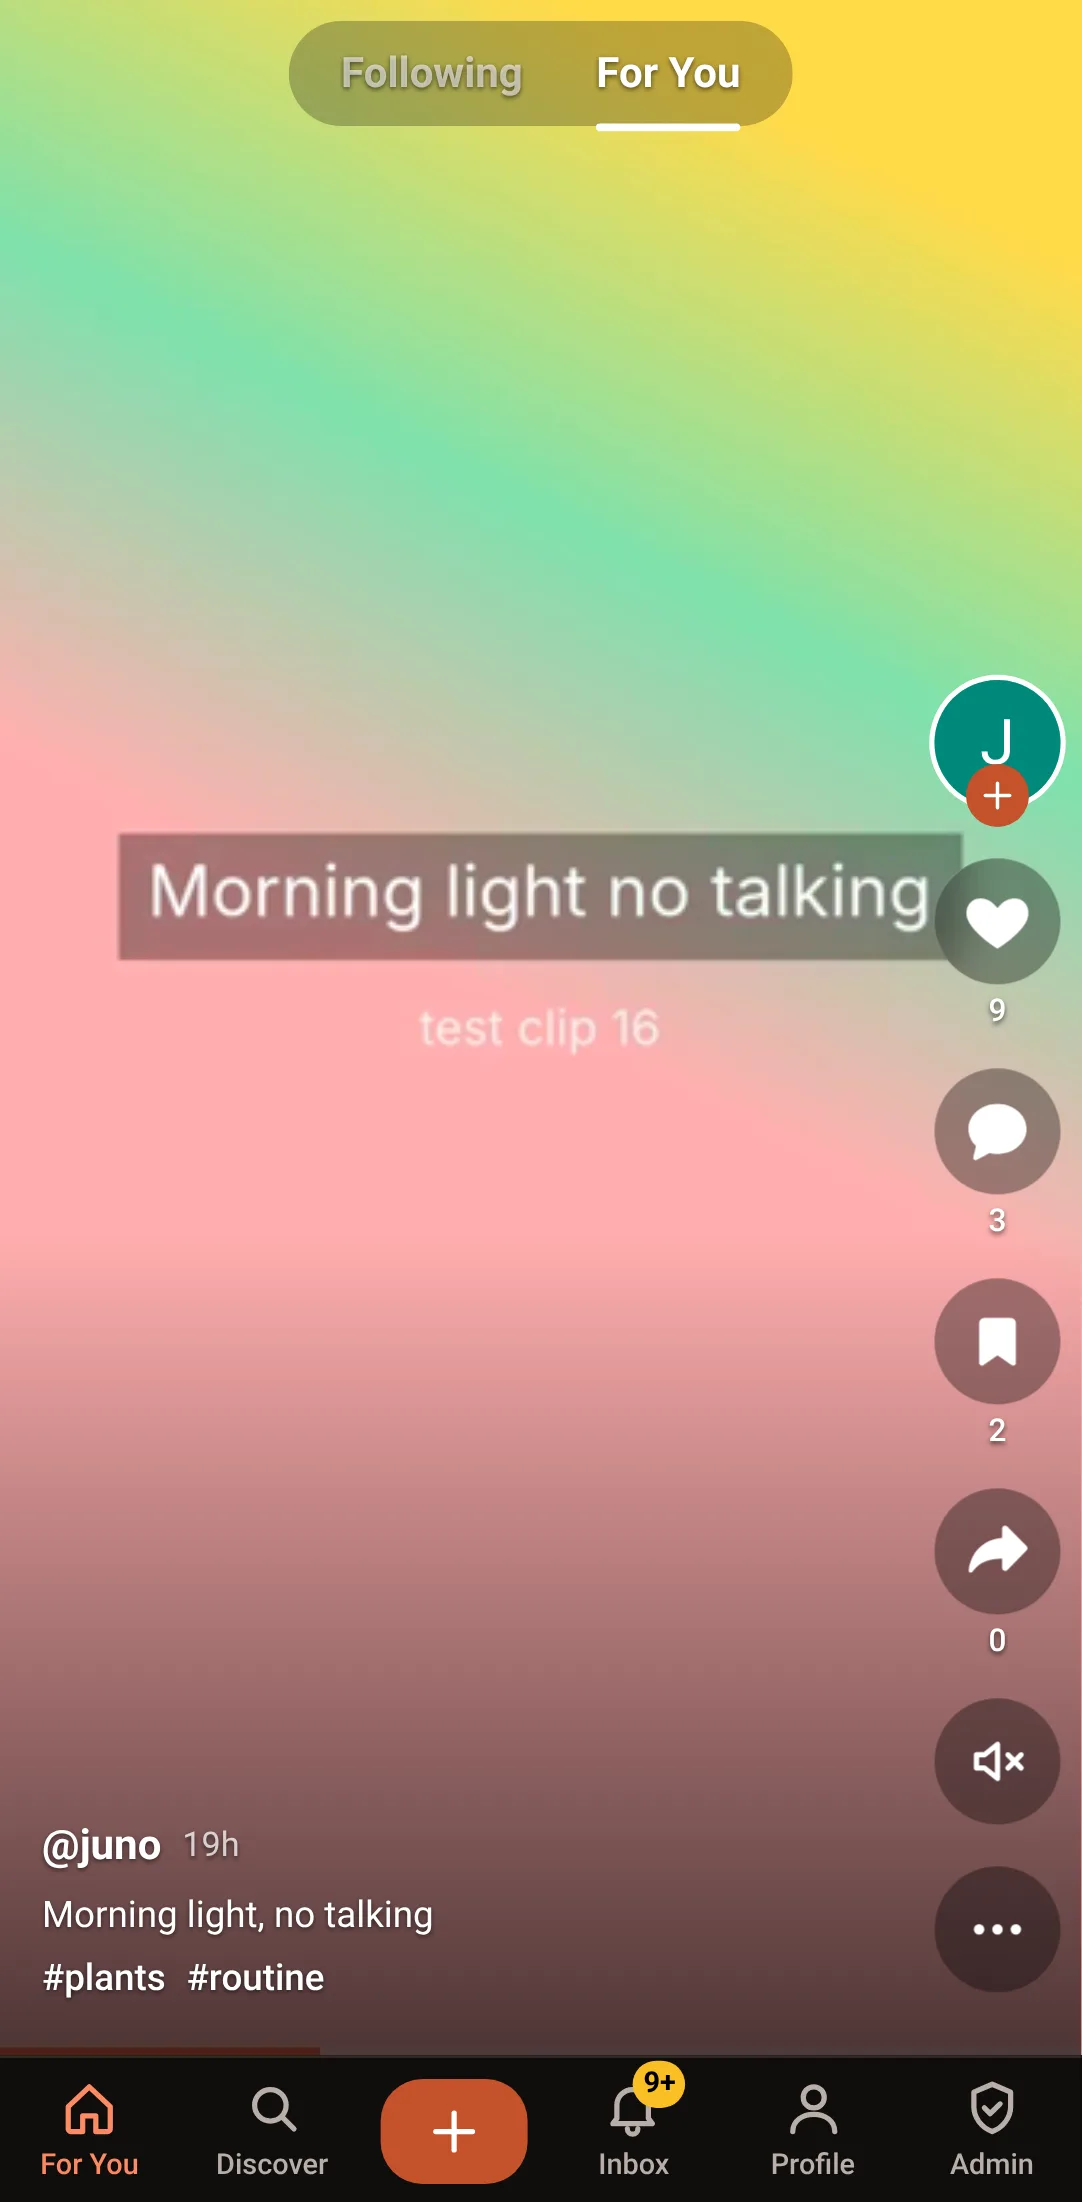 Following For You
J
Morning light no talking
9
test clip 16
3
2
0
@juno 19h
Morning light, no talking
#plants #routine
9+
For You Discover Inbox Profile Admin